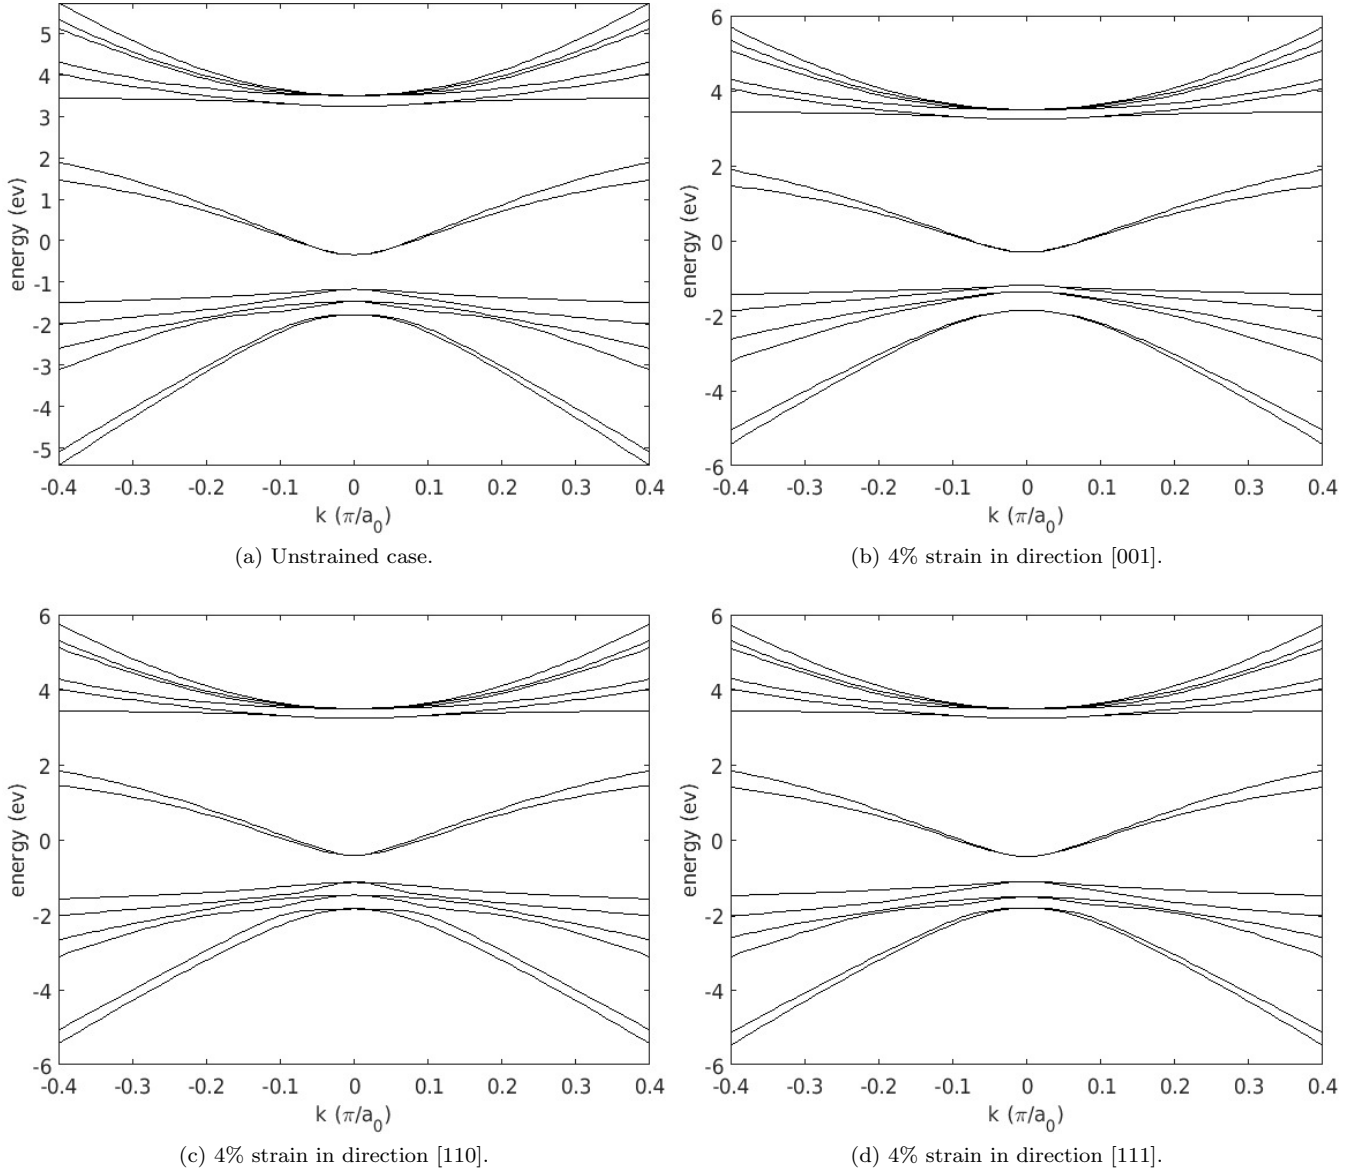 5
4
3
2
1
0
-1
-2
-3
-4
-5
energy (ev)
-0.4 -0.3 -0.2 -0.1 0 0.1 0.2 0.3 0.4
k (π/a0)
(a) Unstrained case.
6
4
2
0
-2
-4
-6
energy (ev)
-0.4 -0.3 -0.2 -0.1 0 0.1 0.2 0.3 0.4
k (π/a0)
(b) 4% strain in direction [001].
6
4
2
0
-2
-4
-6
energy (ev)
-0.4 -0.3 -0.2 -0.1 0 0.1 0.2 0.3 0.4
k (π/a0)
(c) 4% strain in direction [110].
6
4
2
0
-2
-4
-6
energy (ev)
-0.4 -0.3 -0.2 -0.1 0 0.1 0.2 0.3 0.4
k (π/a0)
(d) 4% strain in direction [111].